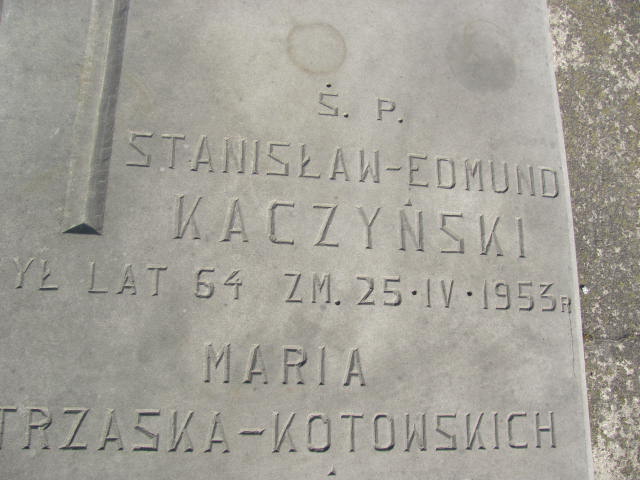 Ś. P.
STANISŁAW-EDMUND
KACZYŃSKI
YŁ LAT 64 ZM. 25·IV·1953R
MARIA
TRZASKA-KOTOWSKICH